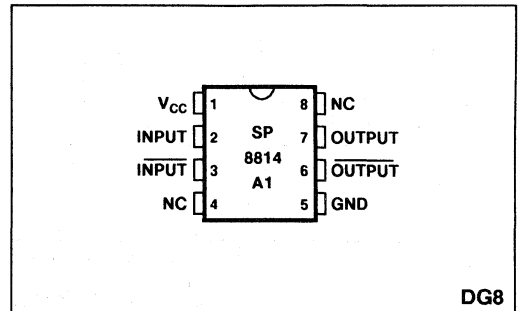 VCC 1 8 NC
INPUT 2 SP 7 OUTPUT
INPUT 3 8814 6 OUTPUT
A1
NC 4 5 GND
DG8